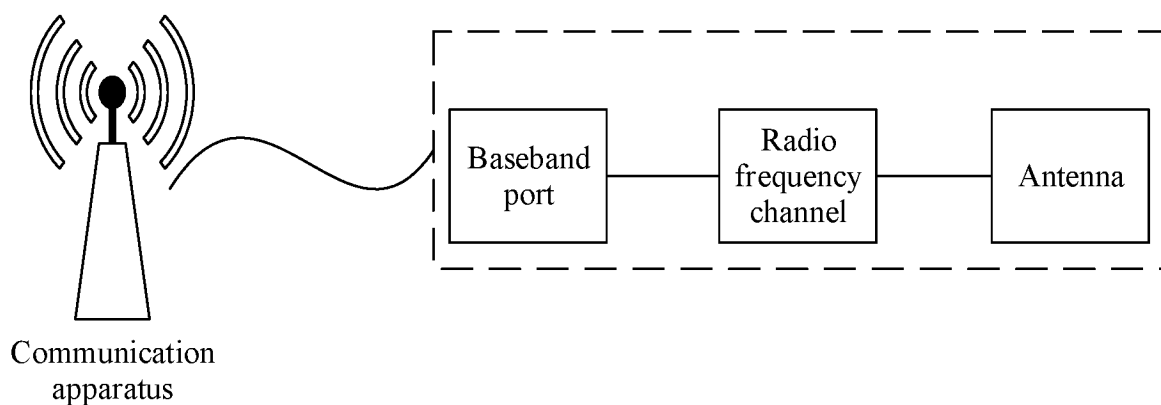 Communication
apparatus
Baseband
port
Radio
frequency
channel
Antenna